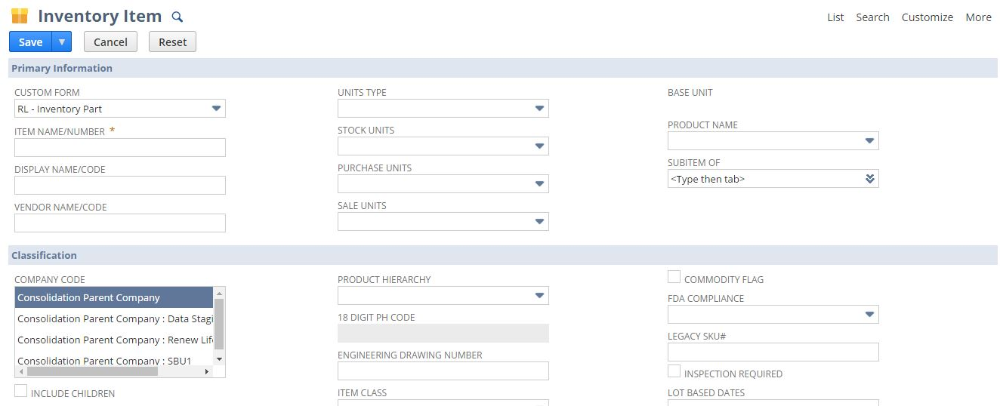 Inventory Item
List Search Customize More
Save Cancel Reset
Primary Information
CUSTOM FORM
RL - Inventory Part
ITEM NAME/NUMBER *
DISPLAY NAME/CODE
VENDOR NAME/CODE
UNITS TYPE
STOCK UNITS
PURCHASE UNITS
SALE UNITS
BASE UNIT
PRODUCT NAME
SUBITEM OF
<Type then tab>
Classification
COMPANY CODE
Consolidation Parent Company
Consolidation Parent Company : Data Stagi
Consolidation Parent Company : Renew Lif
Consolidation Parent Company : SBU1
INCLUDE CHILDREN
PRODUCT HIERARCHY
18 DIGIT PH CODE
ENGINEERING DRAWING NUMBER
ITEM CLASS
COMMODITY FLAG
FDA COMPLIANCE
LEGACY SKU#
INSPECTION REQUIRED
LOT BASED DATES